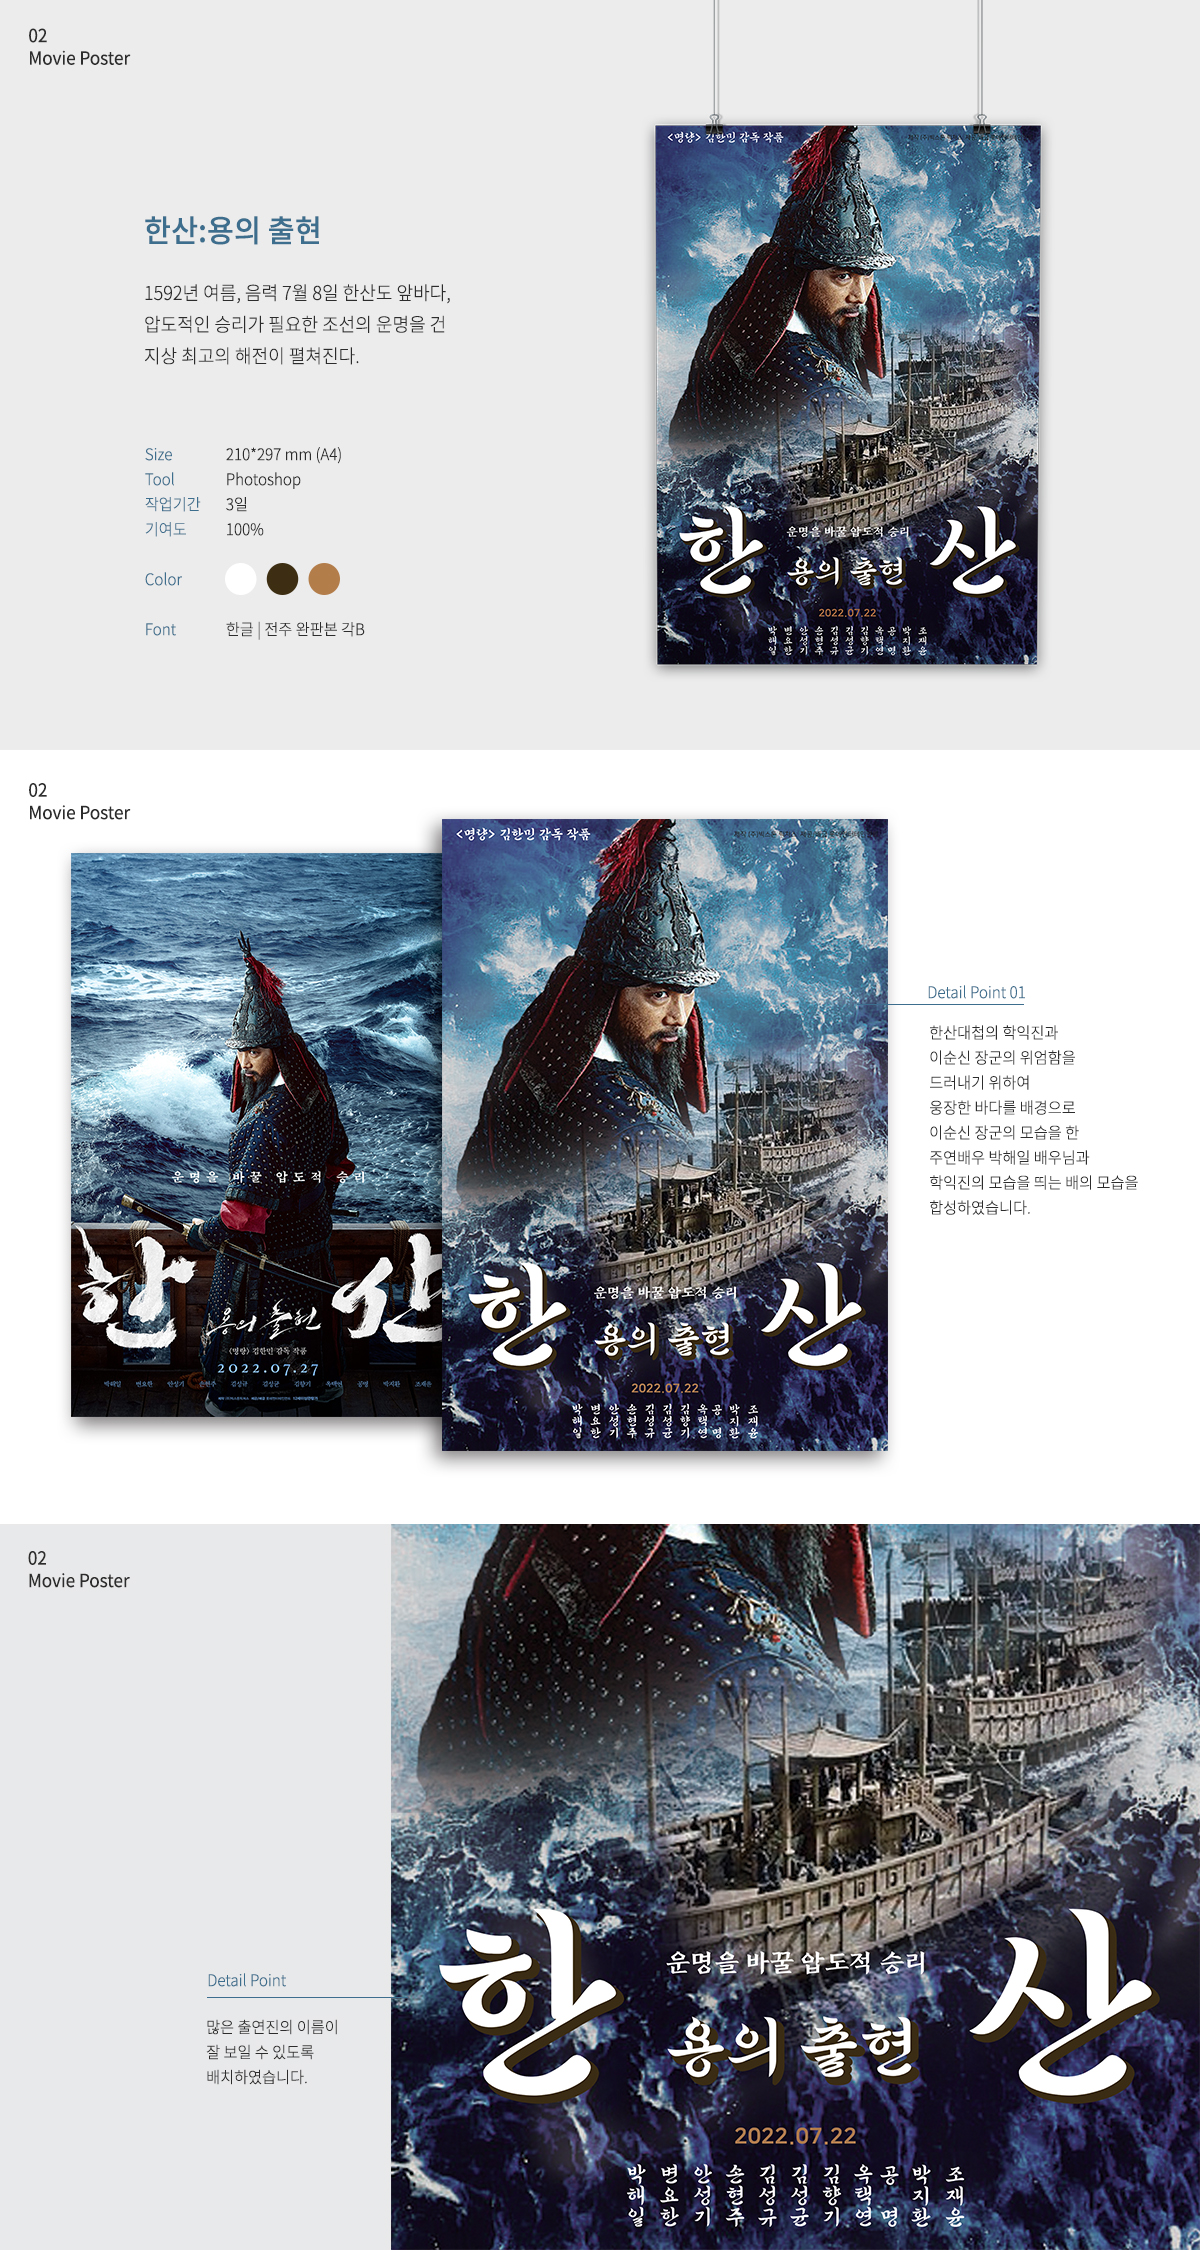 02
Movie Poster
한산:용의 출현
1592년 여름, 음력 7월 8일 한산도 앞바다,
압도적인 승리가 필요한 조선의 운명을 건
지상 최고의 해전이 펼쳐진다.
Size 210*297 mm (A4)
Tool Photoshop
작업기간 3일
기여도 100%
Color
Font 한글 | 전주 완판본 각B
<명량> 김한민 감독 작품
운명을 바꿀 압도적 승리
한 산
용의 출현
2022.07.22
박해일 변요한 안성기 손현주 김성규 김성균 김향기 옥택연 공명 박지환 조재윤
02
Movie Poster
운명을 바꿀 압도적 승리
한 산
용의 출현
<명량> 김한민 감독 작품
2022.07.27
박해일 변요한 안성기 손현주 김성규 김성균 김향기 옥택연 공명 박지환 조재윤
<명량> 김한민 감독 작품
운명을 바꿀 압도적 승리
한 산
용의 출현
2022.07.22
박해일 변요한 안성기 손현주 김성규 김성균 김향기 옥택연 공명 박지환 조재윤
Detail Point 01
한산대첩의 학익진과
이순신 장군의 위엄함을
드러내기 위하여
웅장한 바다를 배경으로
이순신 장군의 모습을 한
주연배우 박해일 배우님과
학익진의 모습을 띄는 배의 모습을
합성하였습니다.
02
Movie Poster
Detail Point
많은 출연진의 이름이
잘 보일 수 있도록
배치하였습니다.
운명을 바꿀 압도적 승리
한 산
용의 출현
2022.07.22
박해일 변요한 안성기 손현주 김성규 김성균 김향기 옥택연 공명 박지환 조재윤